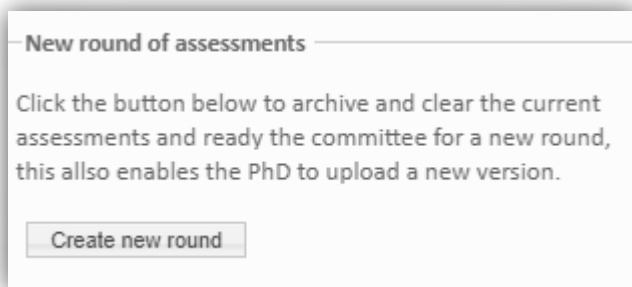 New round of assessments
Click the button below to archive and clear the current
assessments and ready the committee for a new round,
this allso enables the PhD to upload a new version.
Create new round